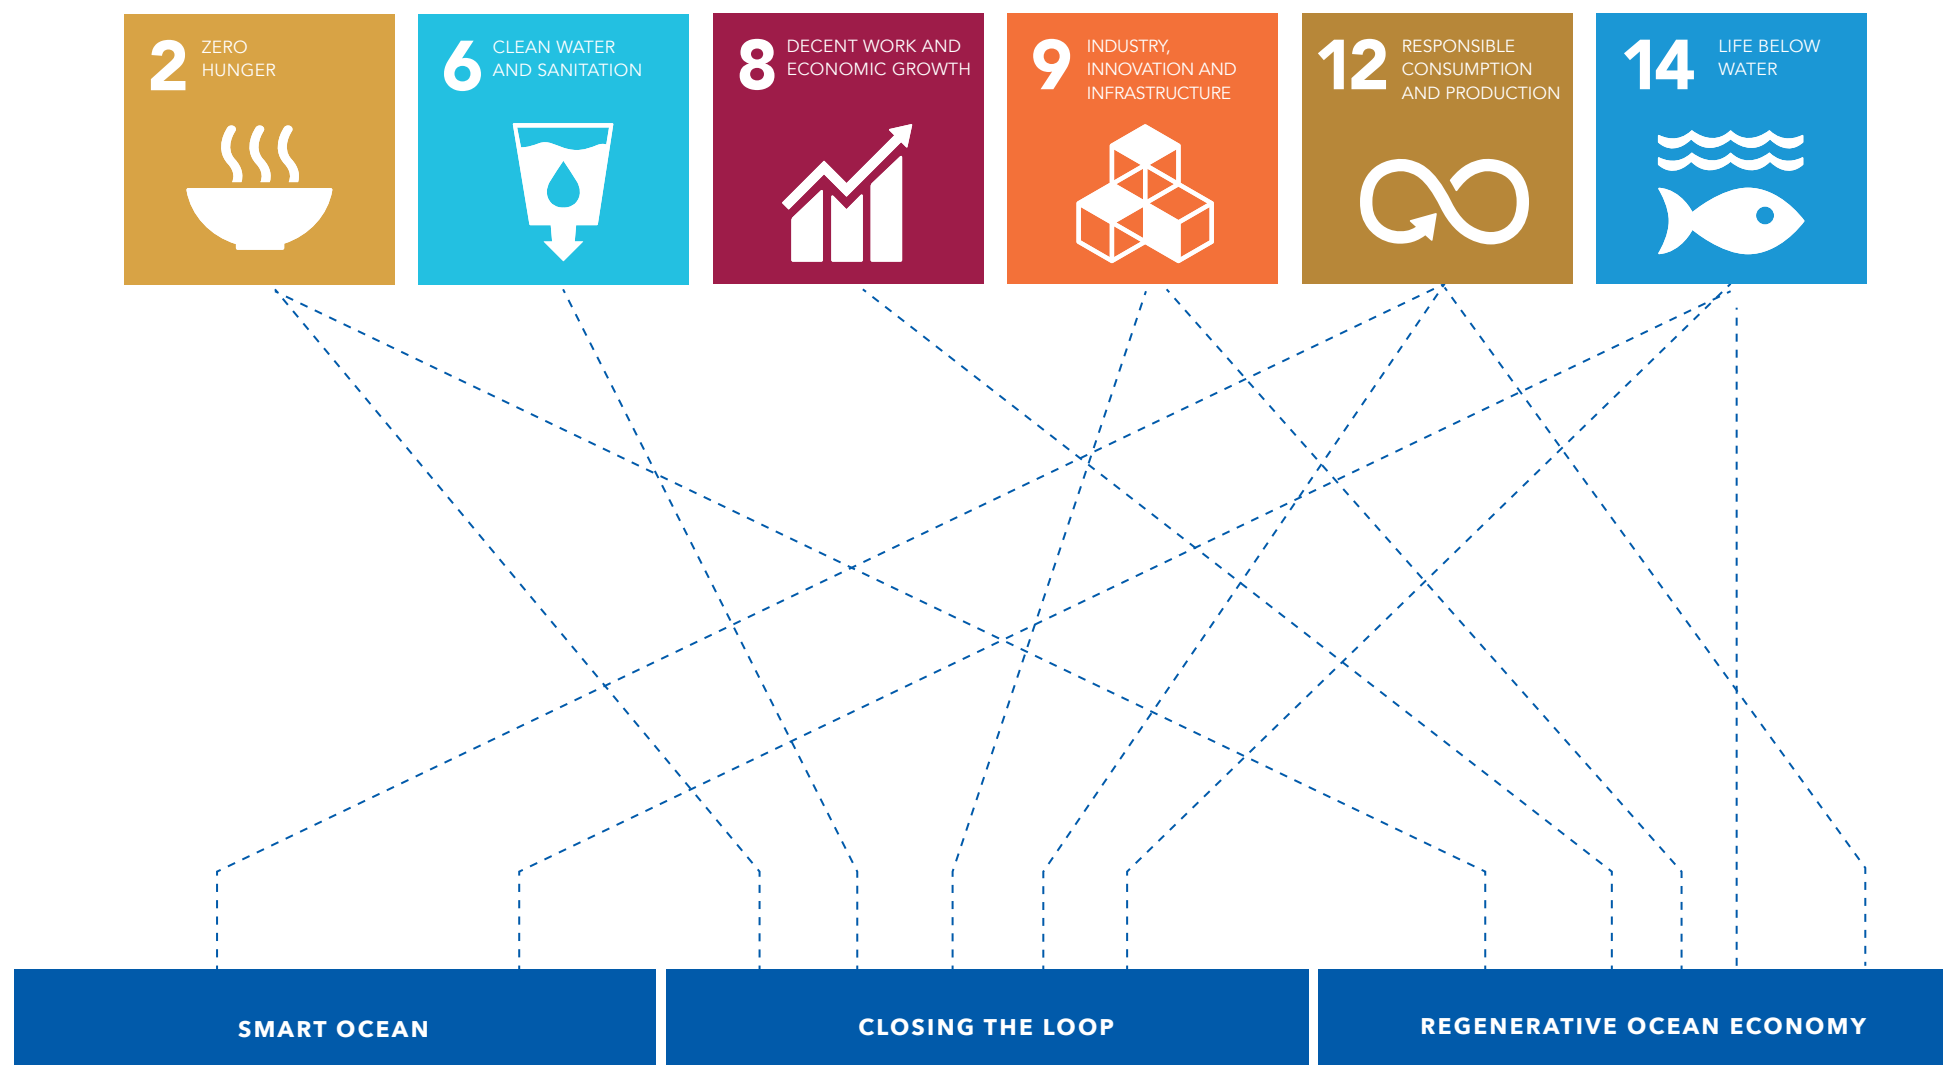 2
ZERO
HUNGER
6
CLEAN WATER
AND SANITATION
8
DECENT WORK AND
ECONOMIC GROWTH
9
INDUSTRY,
INNOVATION AND
INFRASTRUCTURE
12
RESPONSIBLE
CONSUMPTION
AND PRODUCTION
14
LIFE BELOW
WATER
SMART OCEAN
CLOSING THE LOOP
REGENERATIVE OCEAN ECONOMY